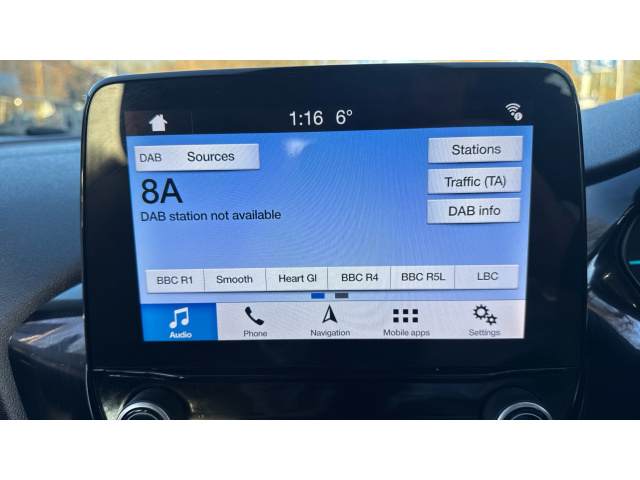 1:16 6°
DAB Sources
Stations
8A
Traffic (TA)
DAB station not available
DAB info
BBC R1 Smooth Heart Gl BBC R4 BBC R5L LBC
Audio Phone Navigation Mobile apps Settings